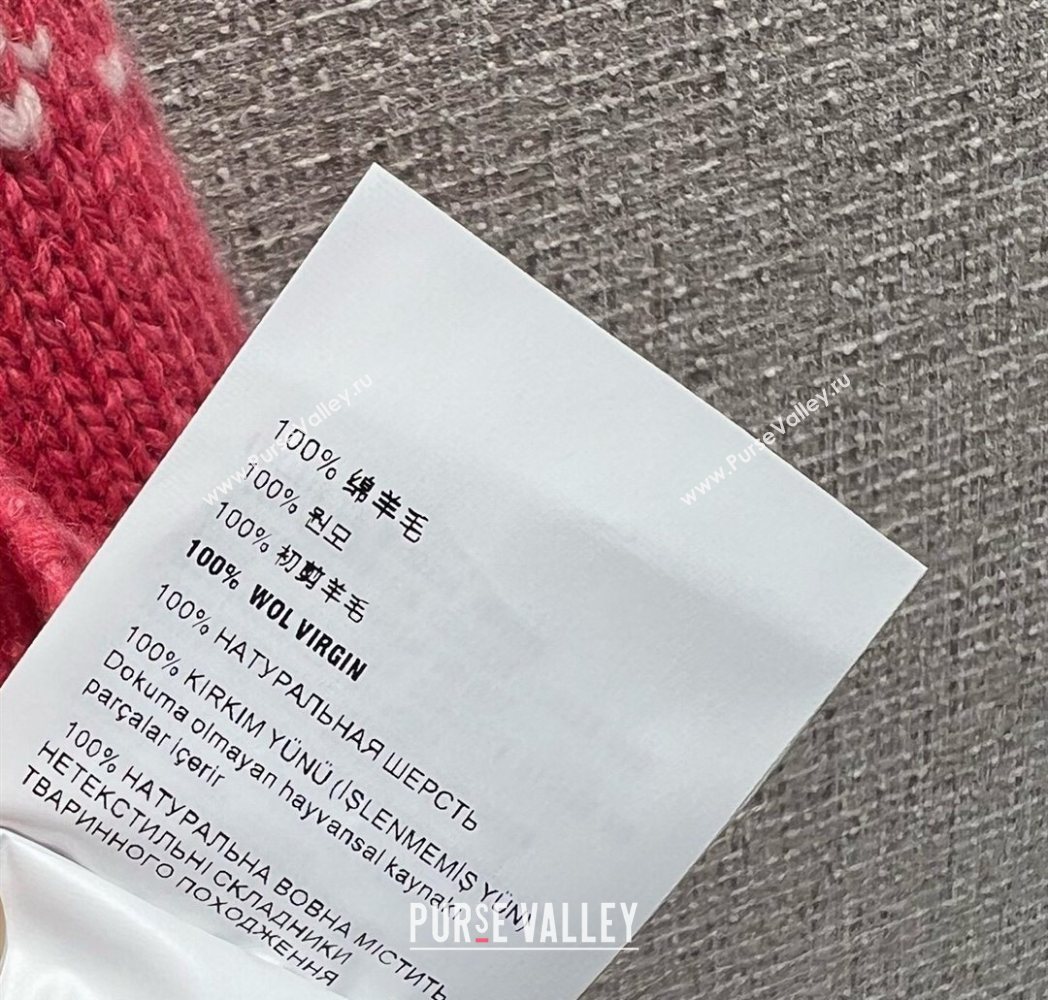 100% 绵羊毛
100% 원모
100% 初剪羊毛
100% WOL VIRGIN
100% НАТУРАЛЬНАЯ ШЕРСТЬ
100% KIRKIM YÜNÜ (İŞLENMEMİŞ YÜN)
Dokuma olmayan hayvansal kaynaklı
parçalar içerir
100% НАТУРАЛЬНА ВОВНА МІСТИТЬ
НЕТЕКСТИЛЬНІ СКЛАДНИКИ
ТВАРИННОГО ПОХОДЖЕННЯ
www.PurseValley.ru
www.PurseValley.ru
PURSE VALLEY